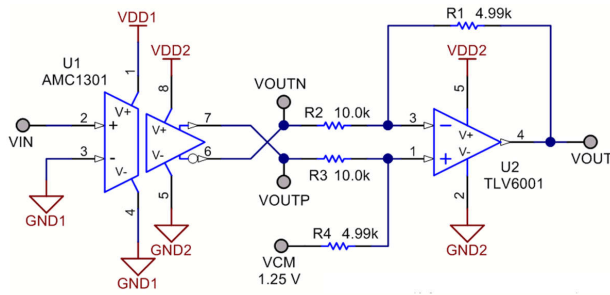 VDD1
U1
AMC1301
VIN
2
3
+
-
V+
V-
1
4
GND1
GND1
VDD2
8
V+
V-
7
6
5
GND2
VOUTN
VOUTP
R2 10.0k
R3 10.0k
R4 4.99k
VCM
1.25 V
R1 4.99k
VDD2
5
3
1
-
+
V+
V-
4
2
U2
TLV6001
GND2
VOUT